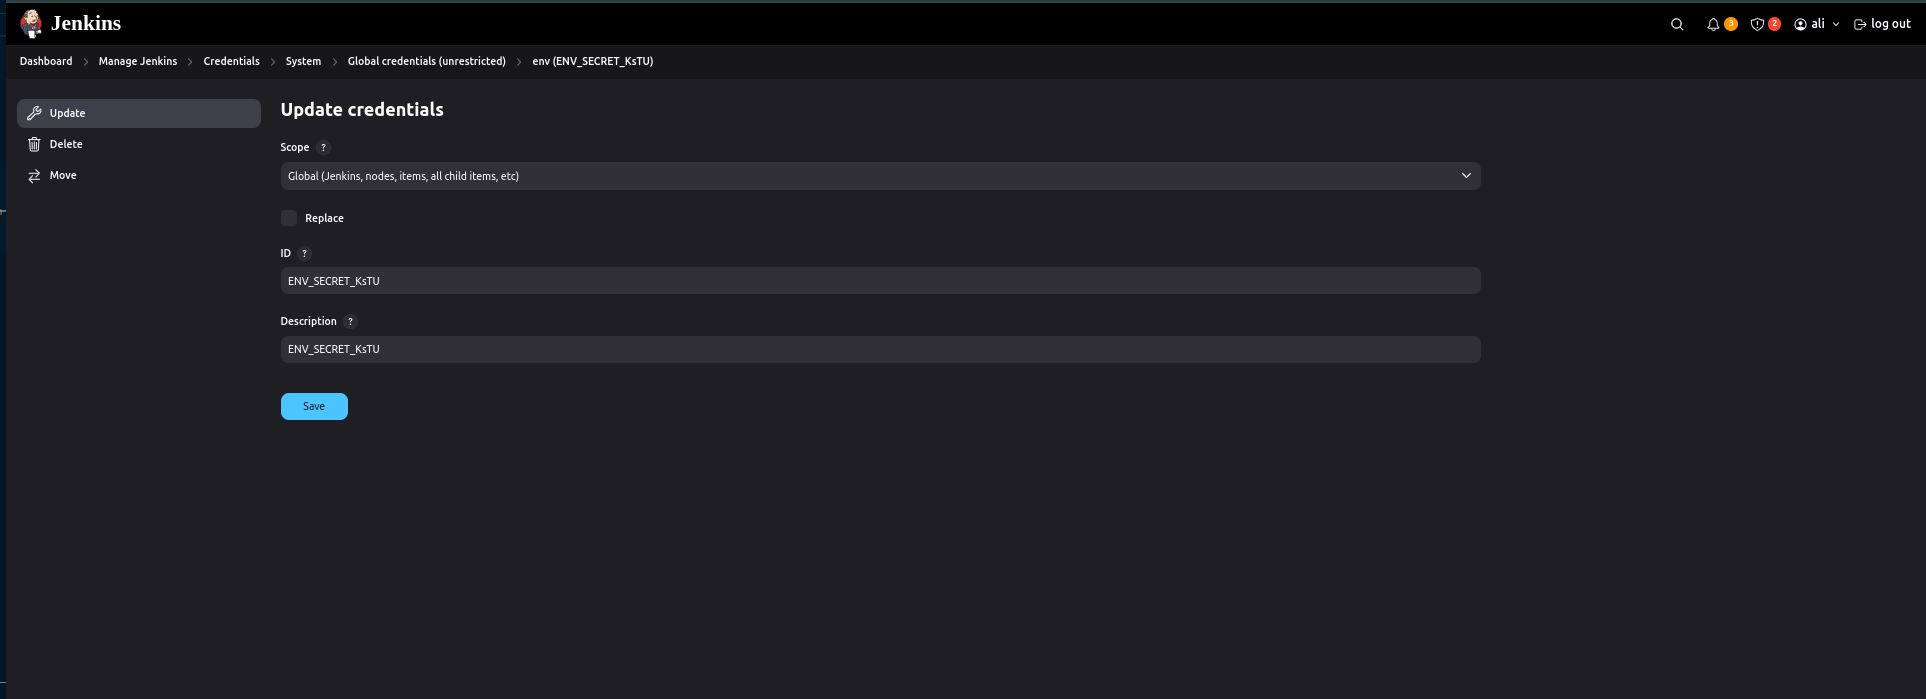 Jenkins
3
2
ali
log out
Dashboard
Manage Jenkins
Credentials
System
Global credentials (unrestricted)
env (ENV_SECRET_KsTU)
Update
Delete
Move
Update credentials
Scope ?
Global (Jenkins, nodes, items, all child items, etc)
Replace
ID ?
ENV_SECRET_KsTU
Description ?
ENV_SECRET_KsTU
Save